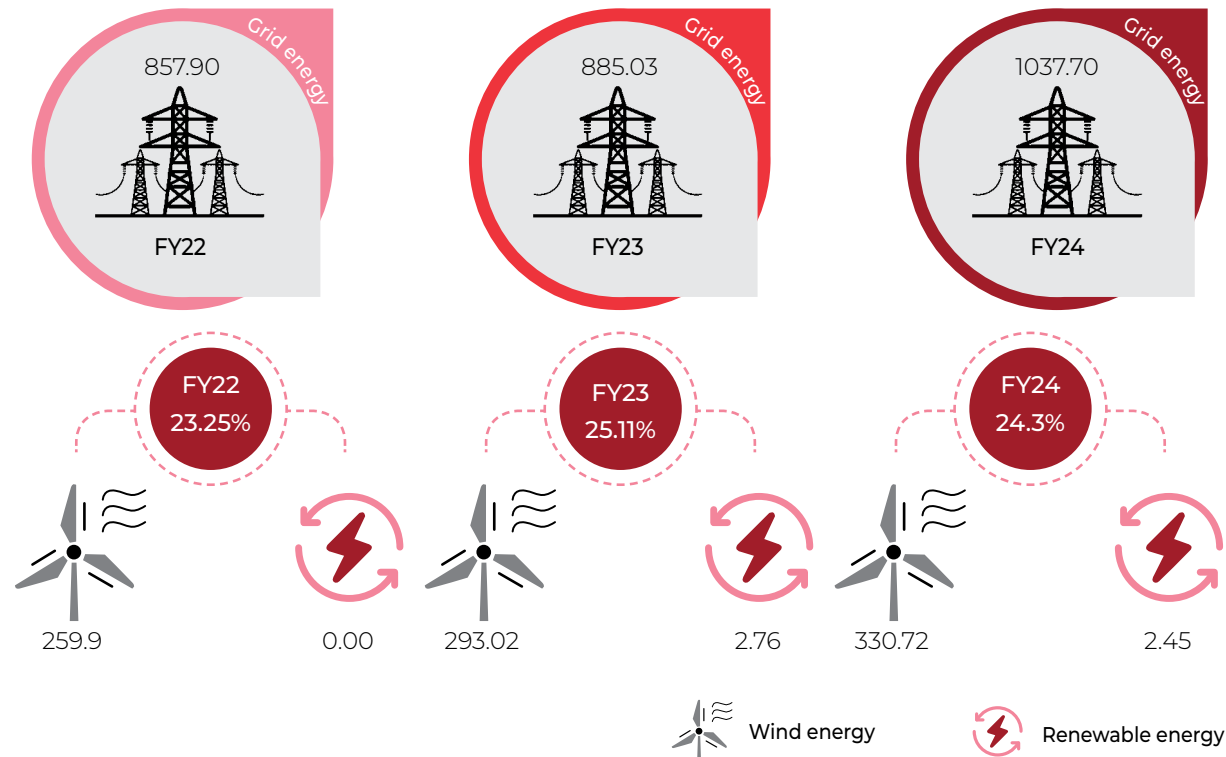 Grid energy
857.90
FY22
Grid energy
885.03
FY23
Grid energy
1037.70
FY24
FY22
23.25%
FY23
25.11%
FY24
24.3%
259.9
0.00
293.02
2.76
330.72
2.45
Wind energy
Renewable energy